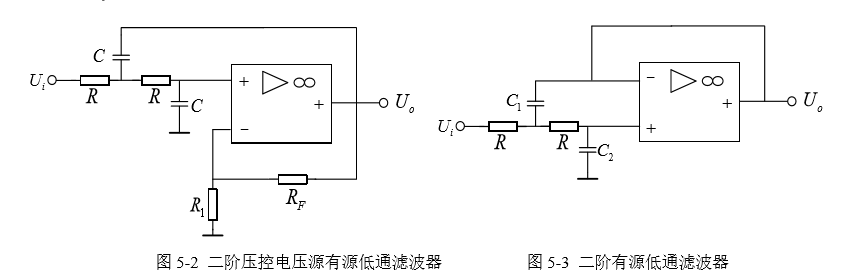 C
U_i
R
R
C
+
▷ ∞
+
−
U_o
R_1
R_F
图 5-2 二阶压控电压源有源低通滤波器
C_1
U_i
R
R
C_2
−
▷ ∞
+
+
U_o
图 5-3 二阶有源低通滤波器